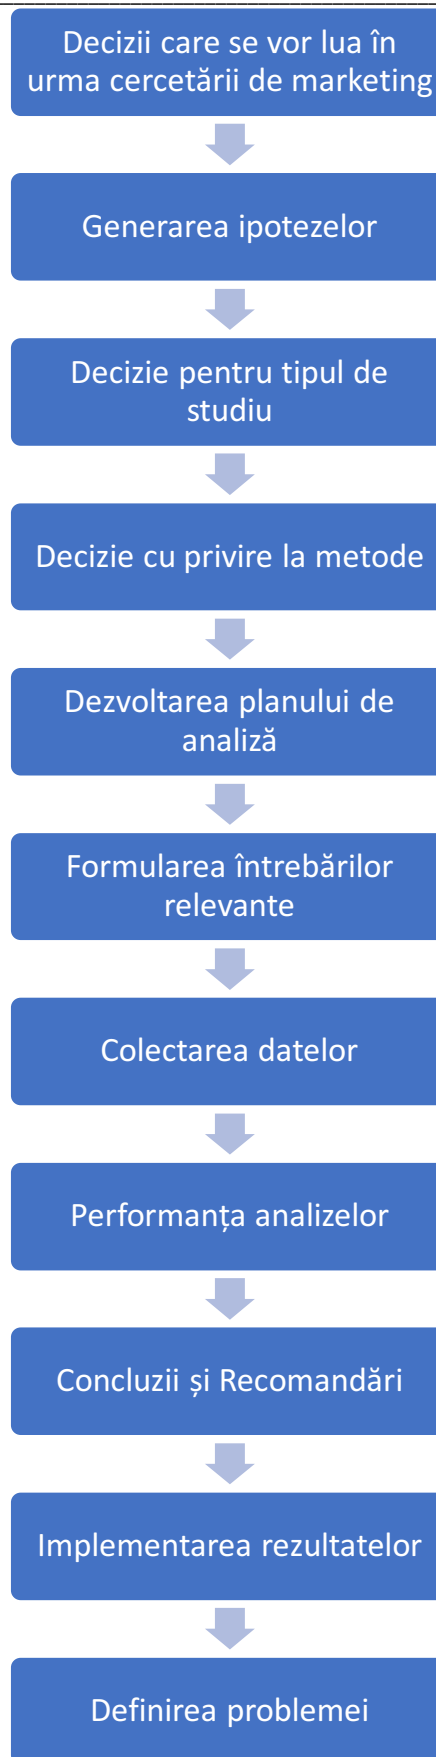 Decizii care se vor lua în
urma cercetării de marketing
Generarea ipotezelor
Decizie pentru tipul de
studiu
Decizie cu privire la metode
Dezvoltarea planului de
analiză
Formularea întrebărilor
relevante
Colectarea datelor
Performanța analizelor
Concluzii și Recomandări
Implementarea rezultatelor
Definirea problemei